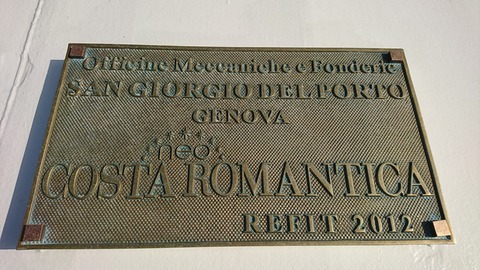 Officine Meccaniche e Fonderie
SAN GIORGIO DEL PORTO
GENOVA
neo
COSTA ROMANTICA
REFIT 2012